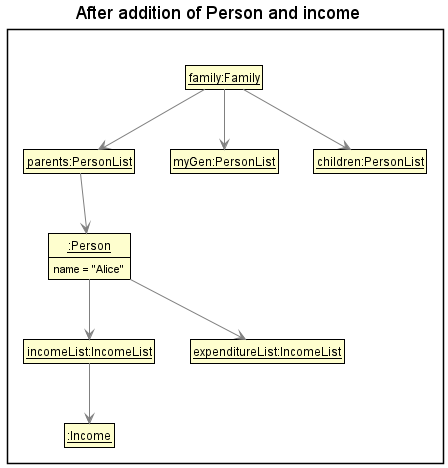 After addition of Person and income
family:Family
parents:PersonList
myGen:PersonList
children:PersonList
:Person
name = "Alice"
incomeList:IncomeList
expenditureList:IncomeList
:Income